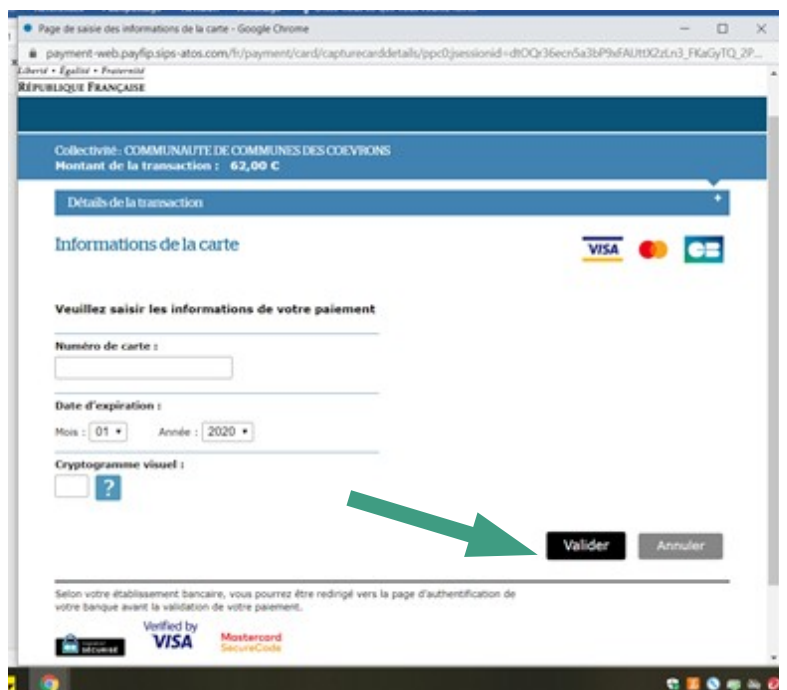 Page de saisie des informations de la carte - Google Chrome
payment-web.payfip.sips-atos.com/fr/payment/card/capturecarddetails/ppc0;jsessionid=
Liberté • Égalité • Fraternité
RÉPUBLIQUE FRANÇAISE
Collectivité : COMMUNAUTE DE COMMUNES DES COEVRONS
Montant de la transaction : 62,00 €
Détails de la transaction +
Informations de la carte
VISA CB
Veuillez saisir les informations de votre paiement
Numéro de carte :
Date d'expiration :
Mois : 01 Année : 2020
Cryptogramme visuel :
?
Valider Annuler
Selon votre établissement bancaire, vous pourrez être redirigé vers la page d'authentification de
votre banque avant la validation de votre paiement.
Verified by
VISA
Mastercard
SecureCode
SÉCURISÉ